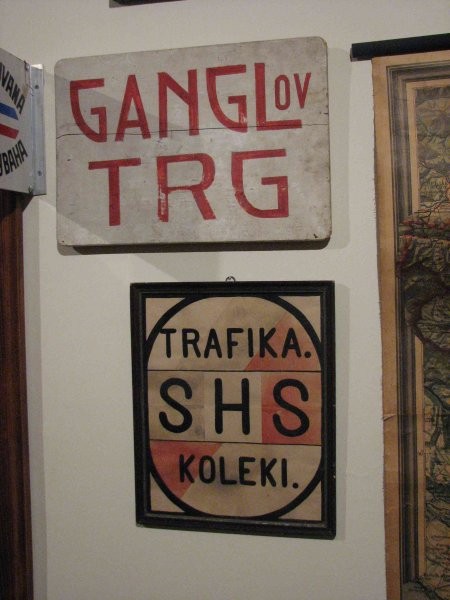 GANGLov
TRG
TRAFIKA.
SHS
KOLEKI.